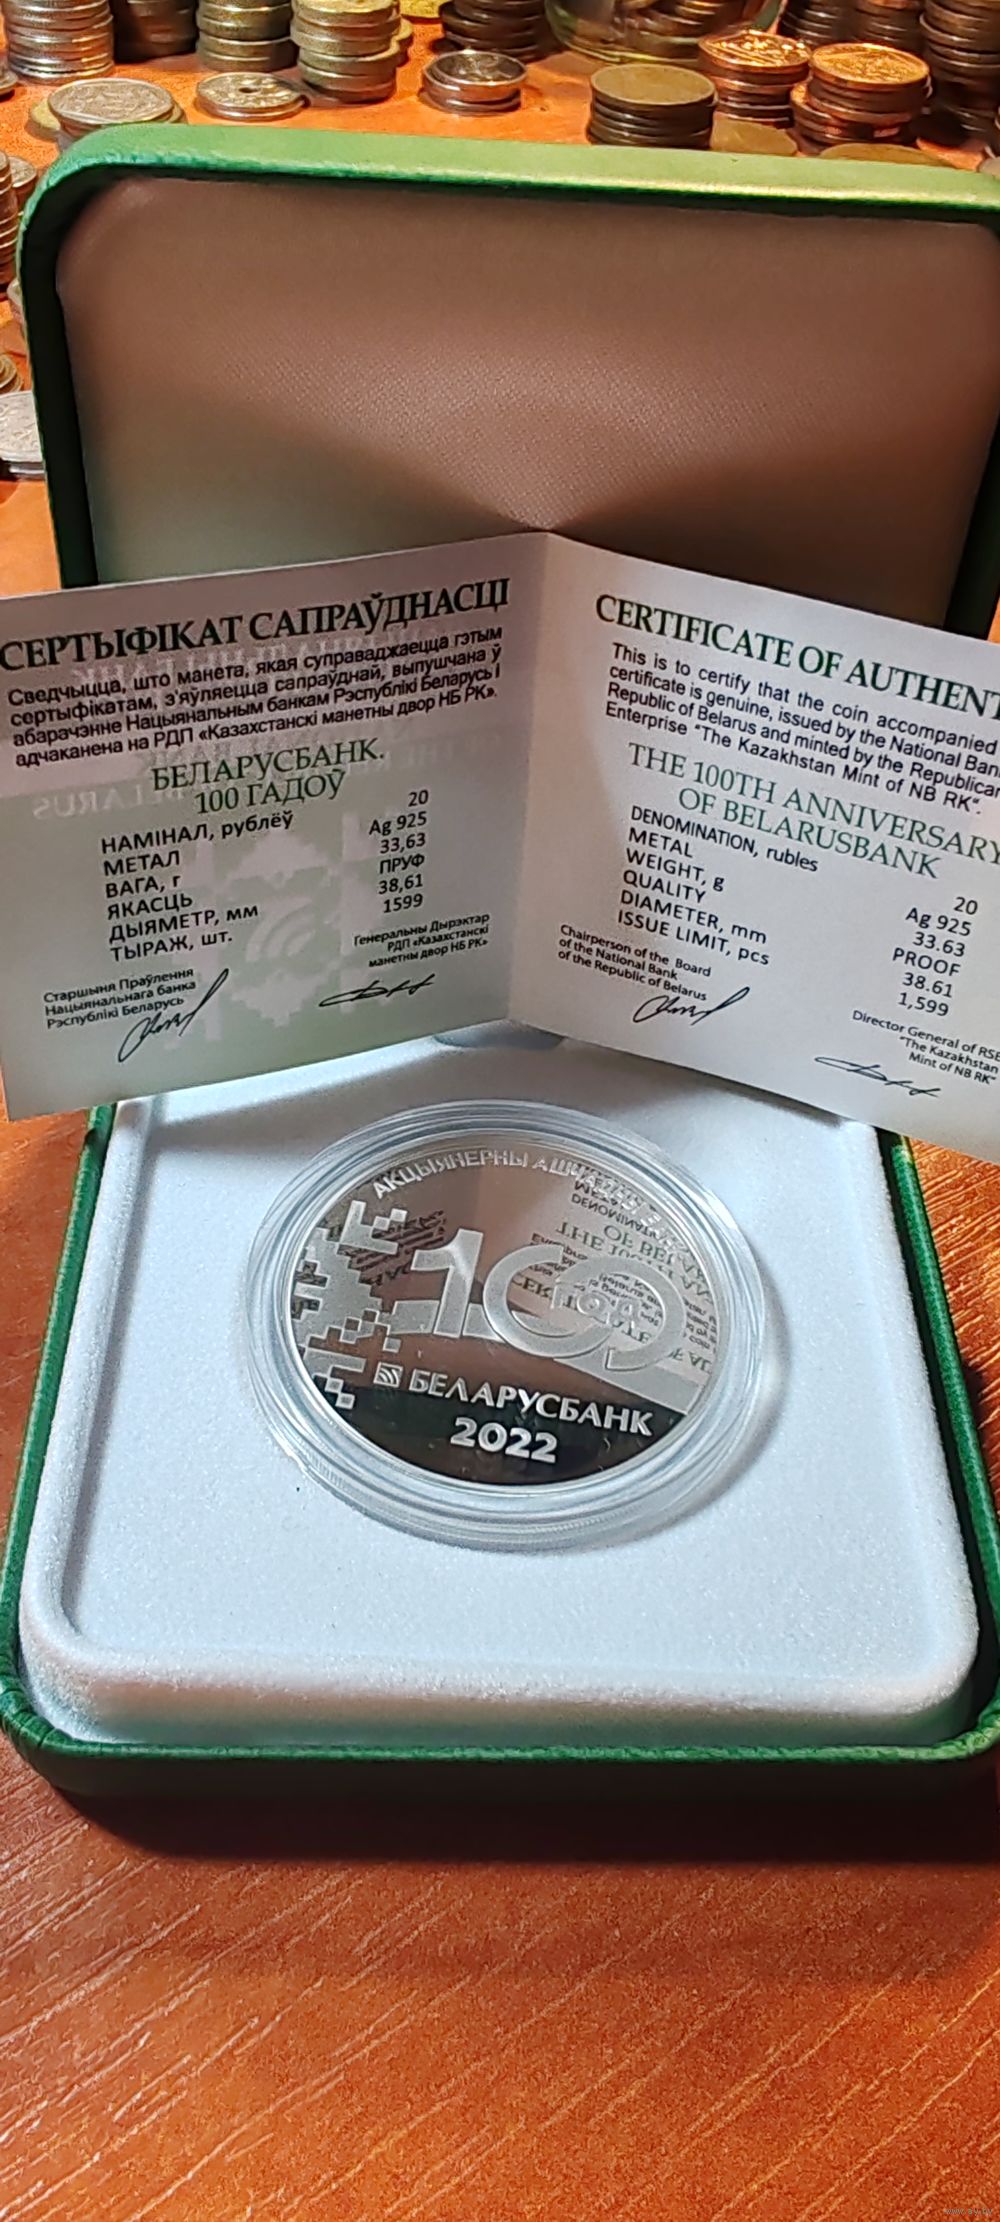 СЕРТЫФІКАТ САПРАЎДНАСЦІ
Сведчыцца, што манета, якая суправаджаецца гэтым
сертыфікатам, з'яўляецца сапраўднай, выпушчана ў
абарачэнне Нацыянальным банкам Рэспублікі Беларусь і
адчаканена на РДП «Казахстанскі манетны двор НБ РК».
БЕЛАРУСБАНК.
100 ГАДОЎ
НАМІНАЛ, рублёў 20
МЕТАЛ Ag 925
ВАГА, г 33,63
ЯКАСЦЬ ПРУФ
ДЫЯМЕТР, мм 38,61
ТЫРАЖ, шт. 1599
Старшыня Праўлення
Нацыянальнага банка
Рэспублікі Беларусь
Генеральны Дырэктар
РДП «Казахстанскі
манетны двор НБ РК»
CERTIFICATE OF AUTHENT
This is to certify that the coin accompanied
certificate is genuine, issued by the National Ban
Republic of Belarus and minted by the Republican
Enterprise "The Kazakhstan Mint of NB RK".
THE 100TH ANNIVERSARY
OF BELARUSBANK
DENOMINATION, rubles 20
METAL Ag 925
WEIGHT, g 33.63
QUALITY PROOF
DIAMETER, mm 38.61
ISSUE LIMIT, pcs 1,599
Chairperson of the Board
of the National Bank
of the Republic of Belarus
Director General of RSE
"The Kazakhstan
Mint of NB RK"
АКЦЫЯНЕРНЫ
100
БЕЛАРУСБАНК
2022